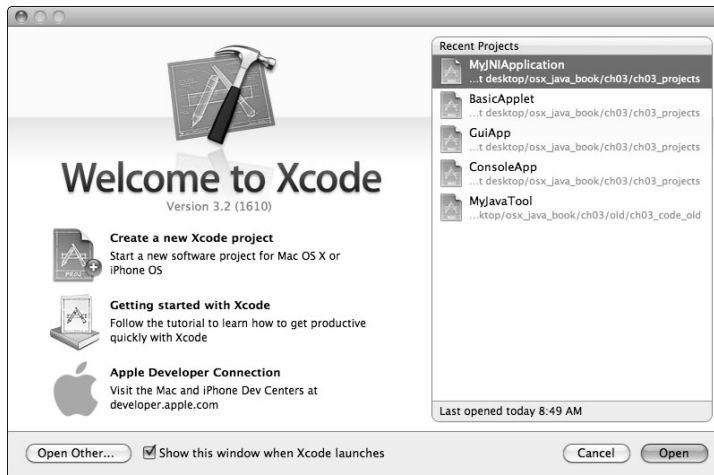 Welcome to Xcode
Version 3.2 (1610)
Create a new Xcode project
Start a new software project for Mac OS X or
iPhone OS
Getting started with Xcode
Follow the tutorial to learn how to get productive
quickly with Xcode
Apple Developer Connection
Visit the Mac and iPhone Dev Centers at
developer.apple.com
Recent Projects
MyJNIApplication
...t desktop/osx_java_book/ch03/ch03_projects
BasicApplet
...t desktop/osx_java_book/ch03/ch03_projects
GuiApp
...t desktop/osx_java_book/ch03/ch03_projects
ConsoleApp
...t desktop/osx_java_book/ch03/ch03_projects
MyJavaTool
...ktop/osx_java_book/ch03/old/ch03_code_old
Last opened today 8:49 AM
Open Other...
Show this window when Xcode launches
Cancel
Open
PROJ